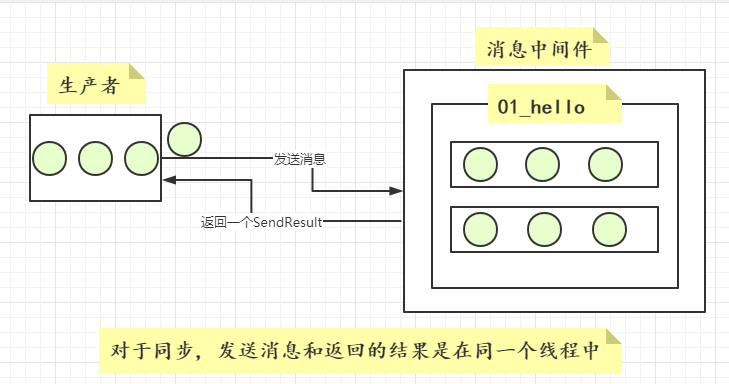 消息中间件
生产者
01_hello
发送消息
返回一个SendResult
对于同步，发送消息和返回的结果是在同一个线程中